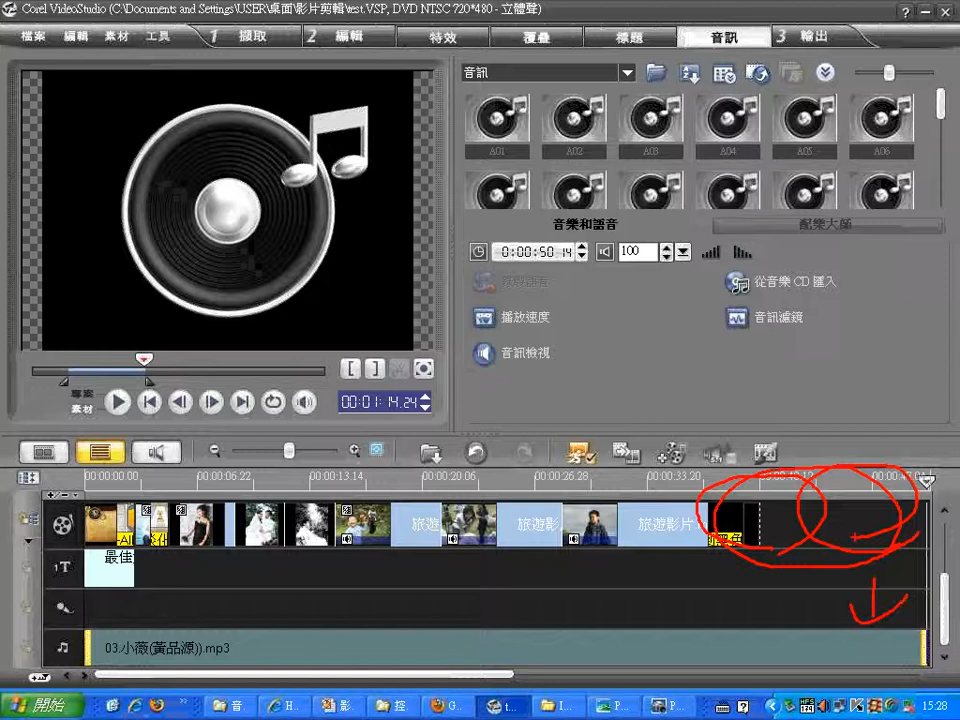 Corel VideoStudio (C:\Documents and Settings\USER\桌面\影片剪輯\test.VSP, DVD NTSC 720*480 - 立體聲)
檔案 編輯 素材 工具 1 擷取 2 編輯 特效 覆疊 標題 音訊 3 輸出
音訊
A01 A02 A03 A04 A05 A06
音樂和語音 配樂大師
0:00:50.14 100
從音樂 CD 匯入
播放速度 音訊濾鏡
音訊檢視
專案
素材
00:01:14.24
00:00:00.00 00:00:06.22 00:00:13.14 00:00:20.06 00:00:26.28 00:00:33.20
旅遊影 旅遊影 旅遊影片
1T 最佳
03.小薇(黃品源)).mp3
開始 音 H 影 控 G t... I... P... P... 15:28